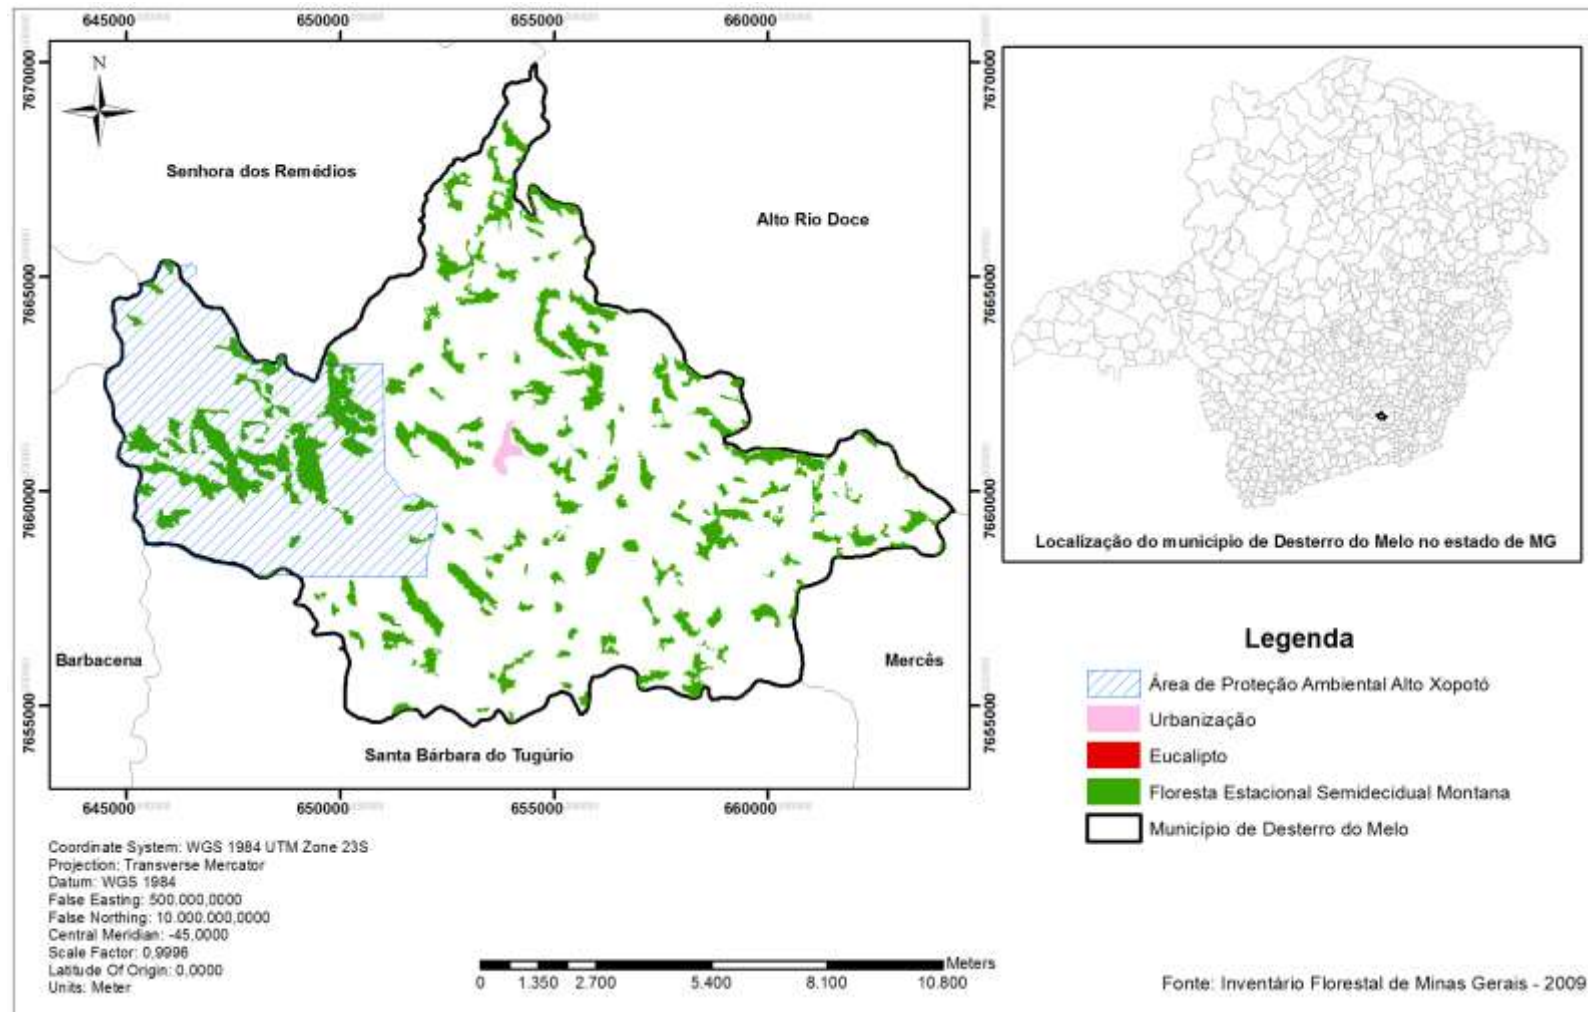 645000
650000
655000
660000
7670000
7670000
N
Senhora dos Remédios
Alto Rio Doce
7665000
7665000
7660000
7660000
Localização do municipio de Desterro do Melo no estado de MG
Barbacena
Mercês
7655000
7655000
Santa Bárbara do Tugúrio
645000
650000
655000
660000
Legenda
Área de Proteção Ambiental Alto Xopotó
Urbanização
Eucalipto
Floresta Estacional Semidecidual Montana
Município de Desterro do Melo
Coordinate System: WGS 1984 UTM Zone 23S
Projection: Transverse Mercator
Datum: WGS 1984
False Easting: 500.000,0000
False Northing: 10.000.000,0000
Central Meridian: -45,0000
Scale Factor: 0,9996
Latitude Of Origin: 0,0000
Units: Meter
Meters
0 1.350 2.700 5.400 8.100 10.800
Fonte: Inventário Florestal de Minas Gerais - 2009